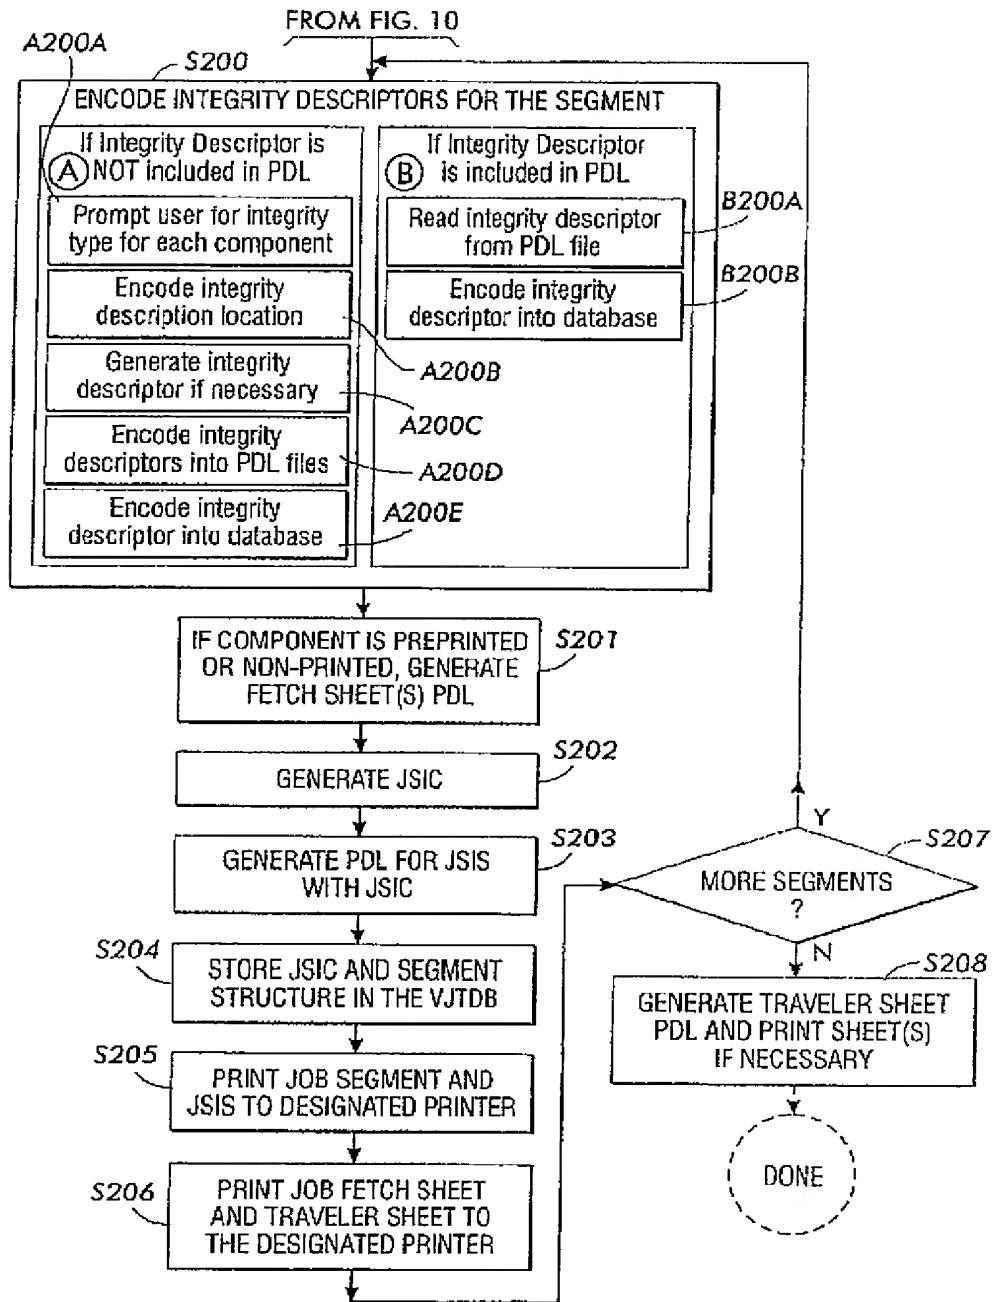 FROM FIG. 10
A200A
S200
ENCODE INTEGRITY DESCRIPTORS FOR THE SEGMENT
If Integrity Descriptor is
A NOT included in PDL
Prompt user for integrity
type for each component
Encode integrity
description location
A200B
Generate integrity
descriptor if necessary
A200C
Encode integrity
descriptors into PDL files
A200D
Encode integrity
descriptor into database
A200E
If Integrity Descriptor
B is included in PDL
Read integrity descriptor
from PDL file
B200A
Encode integrity
descriptor into database
B200B
IF COMPONENT IS PREPRINTED
OR NON-PRINTED, GENERATE
FETCH SHEET(S) PDL
S201
GENERATE JSIC
S202
GENERATE PDL FOR JSIS
WITH JSIC
S203
S204
STORE JSIC AND SEGMENT
STRUCTURE IN THE VJTDB
S205
PRINT JOB SEGMENT AND
JSIS TO DESIGNATED PRINTER
S206
PRINT JOB FETCH SHEET
AND TRAVELER SHEET TO
THE DESIGNATED PRINTER
Y
S207
MORE SEGMENTS
?
N
S208
GENERATE TRAVELER SHEET
PDL AND PRINT SHEET(S)
IF NECESSARY
DONE